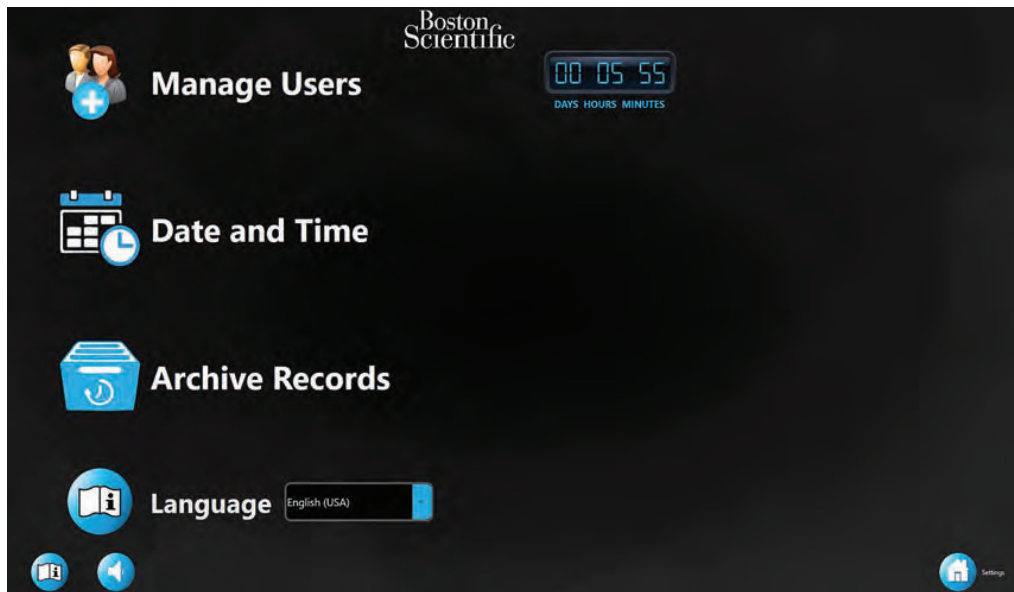 Boston
Scientific
Manage Users
00 05 55
DAYS HOURS MINUTES
Date and Time
Archive Records
Language
English (USA)
Settings